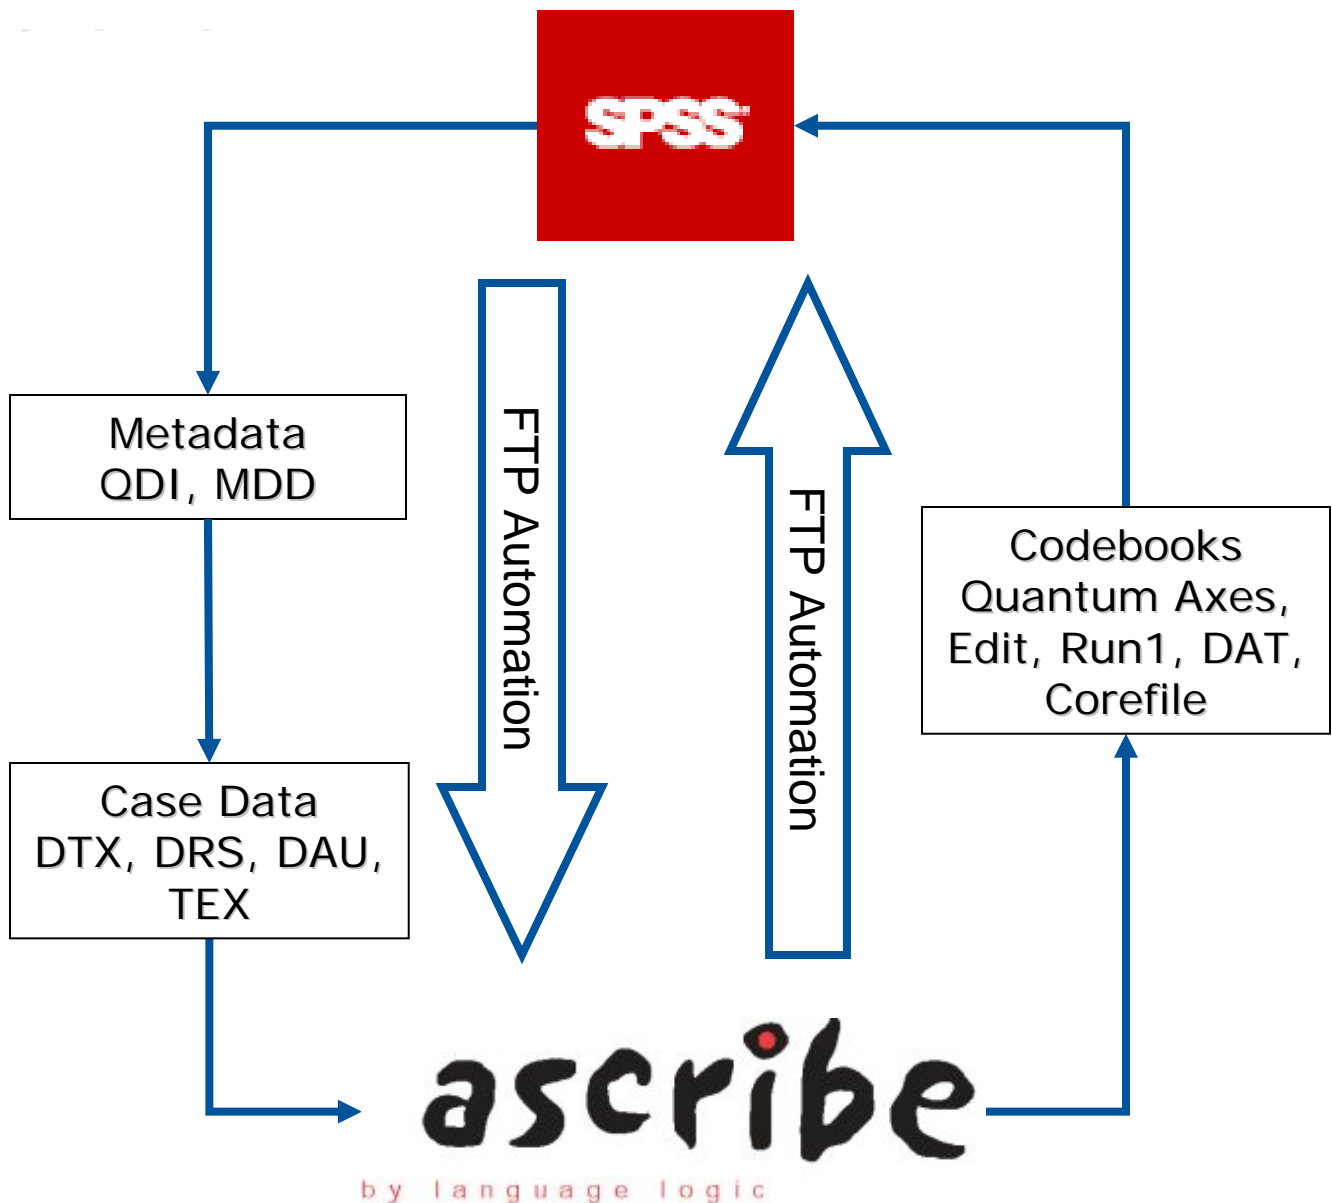 SPSS
Metadata
QDI, MDD
FTP Automation
FTP Automation
Codebooks
Quantum Axes,
Edit, Run1, DAT,
Corefile
Case Data
DTX, DRS, DAU,
TEX
ascribe
by language logic